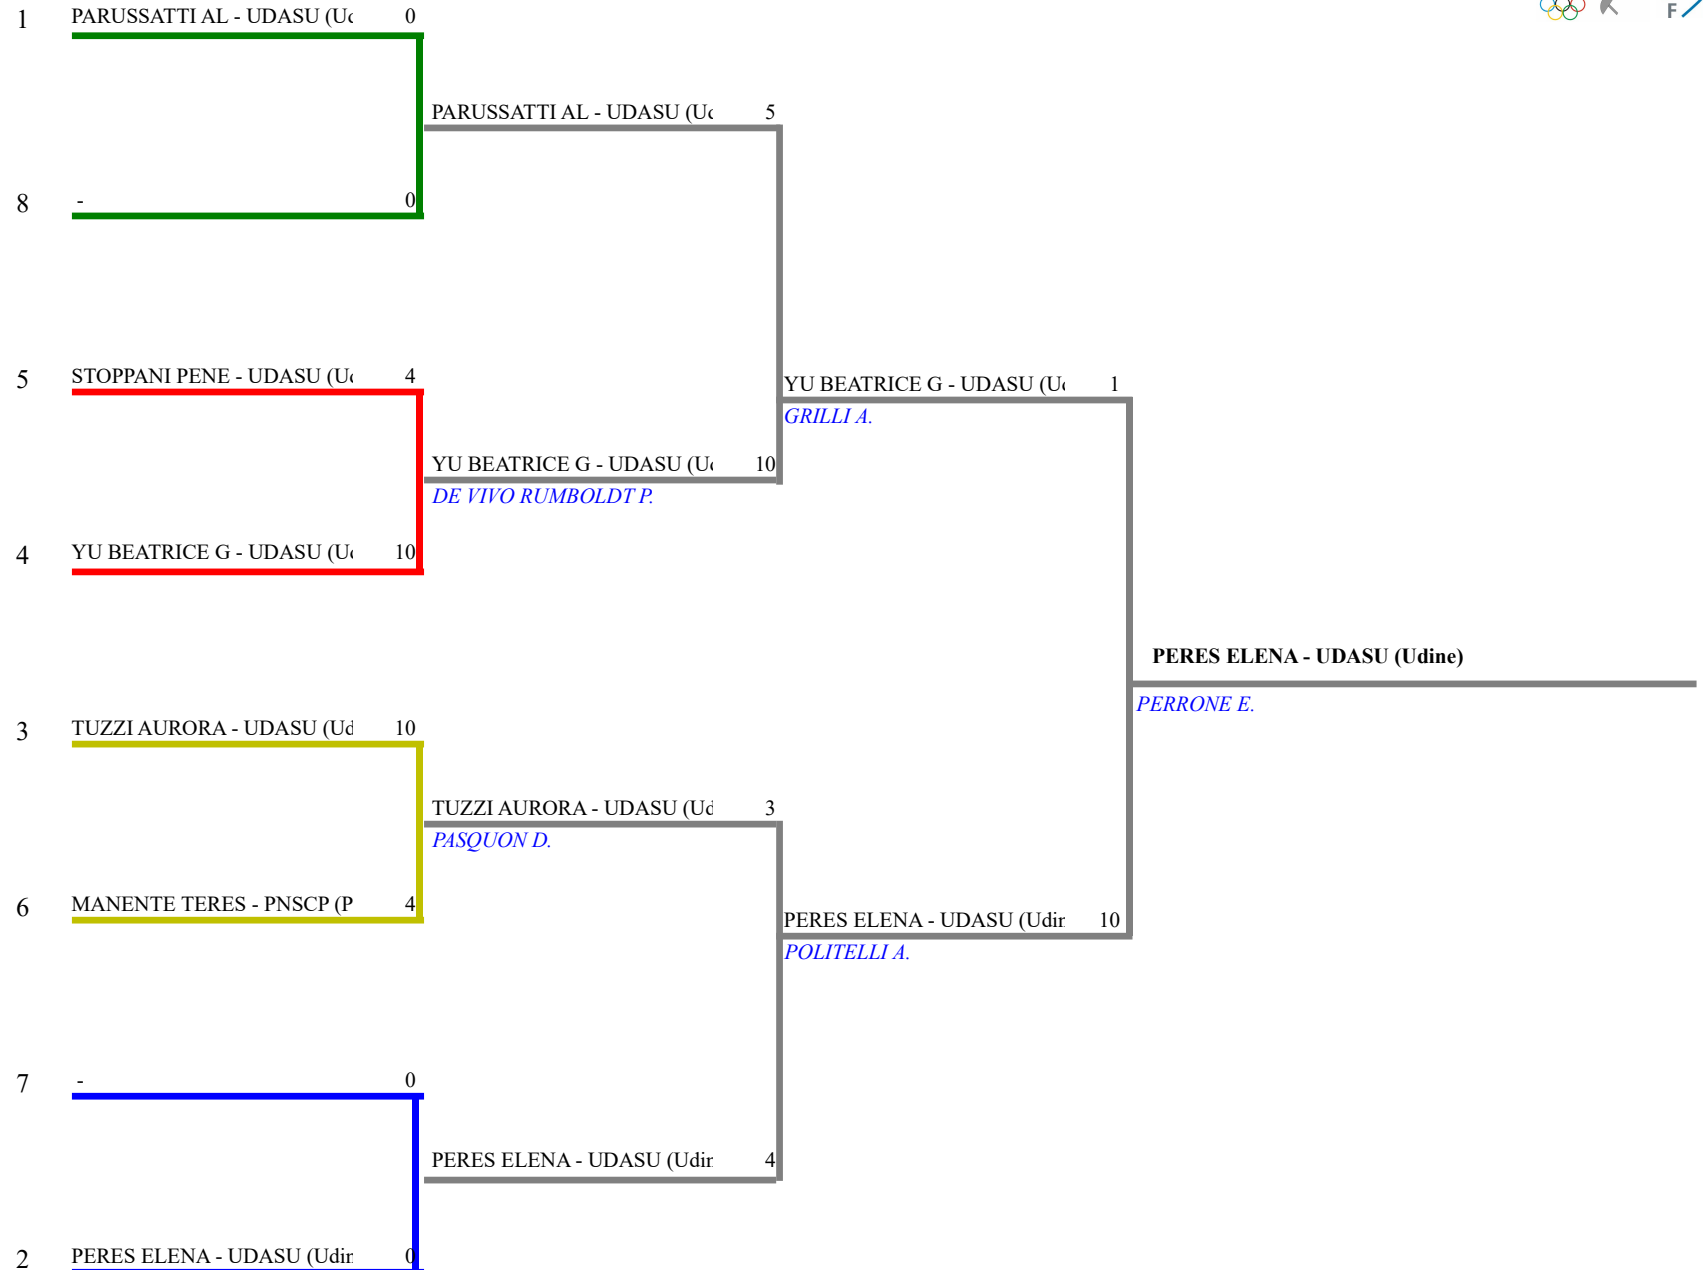 1 PARUSSATTI AL - UDASU (Ud 0
F
PARUSSATTI AL - UDASU (Ud 5
8 - 0
5 STOPPANI PENE - UDASU (Ud 4
YU BEATRICE G - UDASU (Ud 1
GRILLI A.
YU BEATRICE G - UDASU (Ud 10
DE VIVO RUMBOLDT P.
4 YU BEATRICE G - UDASU (Ud 10
PERES ELENA - UDASU (Udine)
PERRONE E.
3 TUZZI AURORA - UDASU (Ud 10
TUZZI AURORA - UDASU (Ud 3
PASQUON D.
6 MANENTE TERES - PNSCP (P 4
PERES ELENA - UDASU (Udin 10
POLITELLI A.
7 - 0
PERES ELENA - UDASU (Udin 4
2 PERES ELENA - UDASU (Udin 0